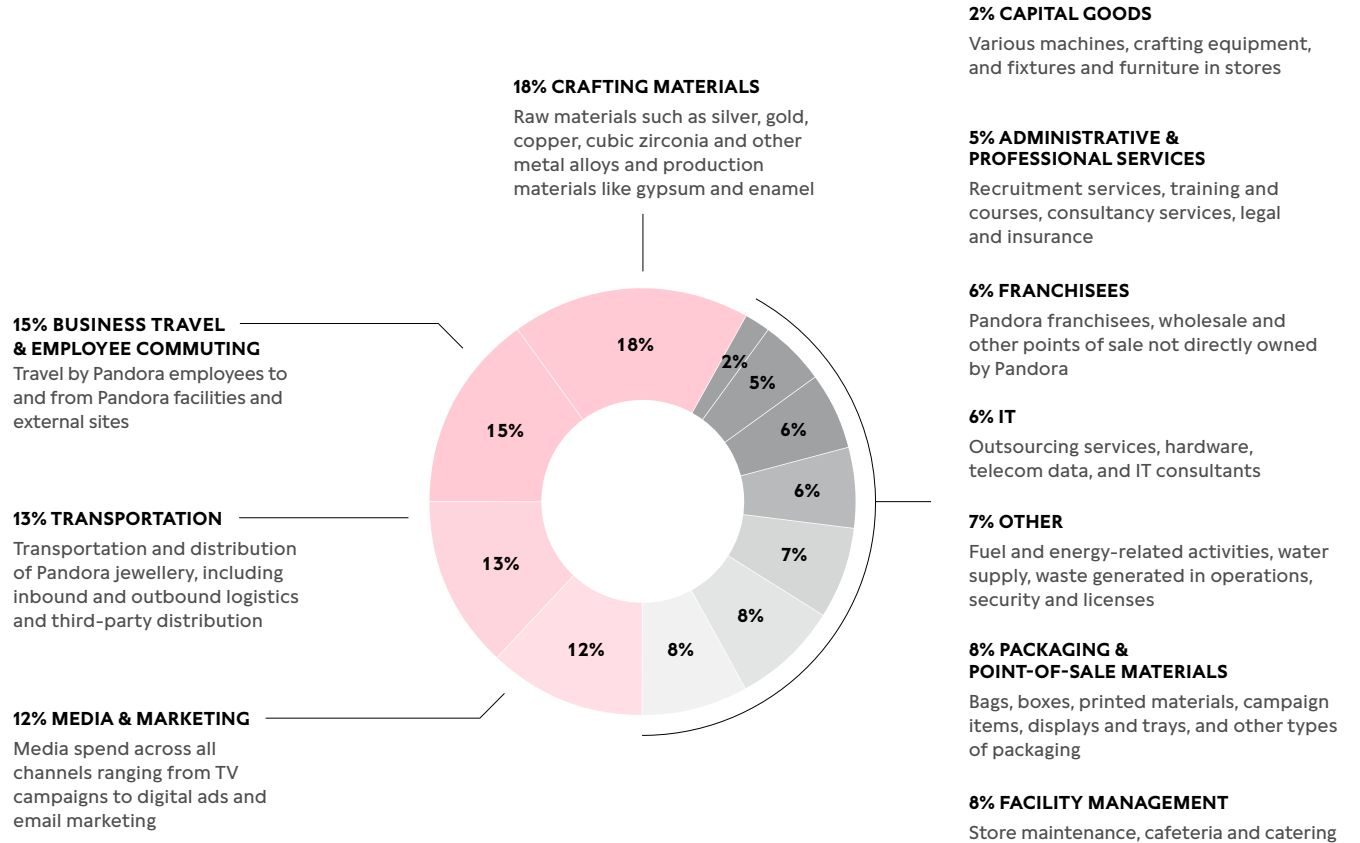 18% CRAFTING MATERIALS
Raw materials such as silver, gold,
copper, cubic zirconia and other
metal alloys and production
materials like gypsum and enamel
15% BUSINESS TRAVEL
& EMPLOYEE COMMUTING
Travel by Pandora employees to
and from Pandora facilities and
external sites
13% TRANSPORTATION
Transportation and distribution
of Pandora jewellery, including
inbound and outbound logistics
and third-party distribution
12% MEDIA & MARKETING
Media spend across all
channels ranging from TV
campaigns to digital ads and
email marketing
18%
2%
5%
6%
6%
7%
8%
8%
12%
13%
15%
2% CAPITAL GOODS
Various machines, crafting equipment,
and fixtures and furniture in stores
5% ADMINISTRATIVE &
PROFESSIONAL SERVICES
Recruitment services, training and
courses, consultancy services, legal
and insurance
6% FRANCHISEES
Pandora franchisees, wholesale and
other points of sale not directly owned
by Pandora
6% IT
Outsourcing services, hardware,
telecom data, and IT consultants
7% OTHER
Fuel and energy-related activities, water
supply, waste generated in operations,
security and licenses
8% PACKAGING &
POINT-OF-SALE MATERIALS
Bags, boxes, printed materials, campaign
items, displays and trays, and other types
of packaging
8% FACILITY MANAGEMENT
Store maintenance, cafeteria and catering